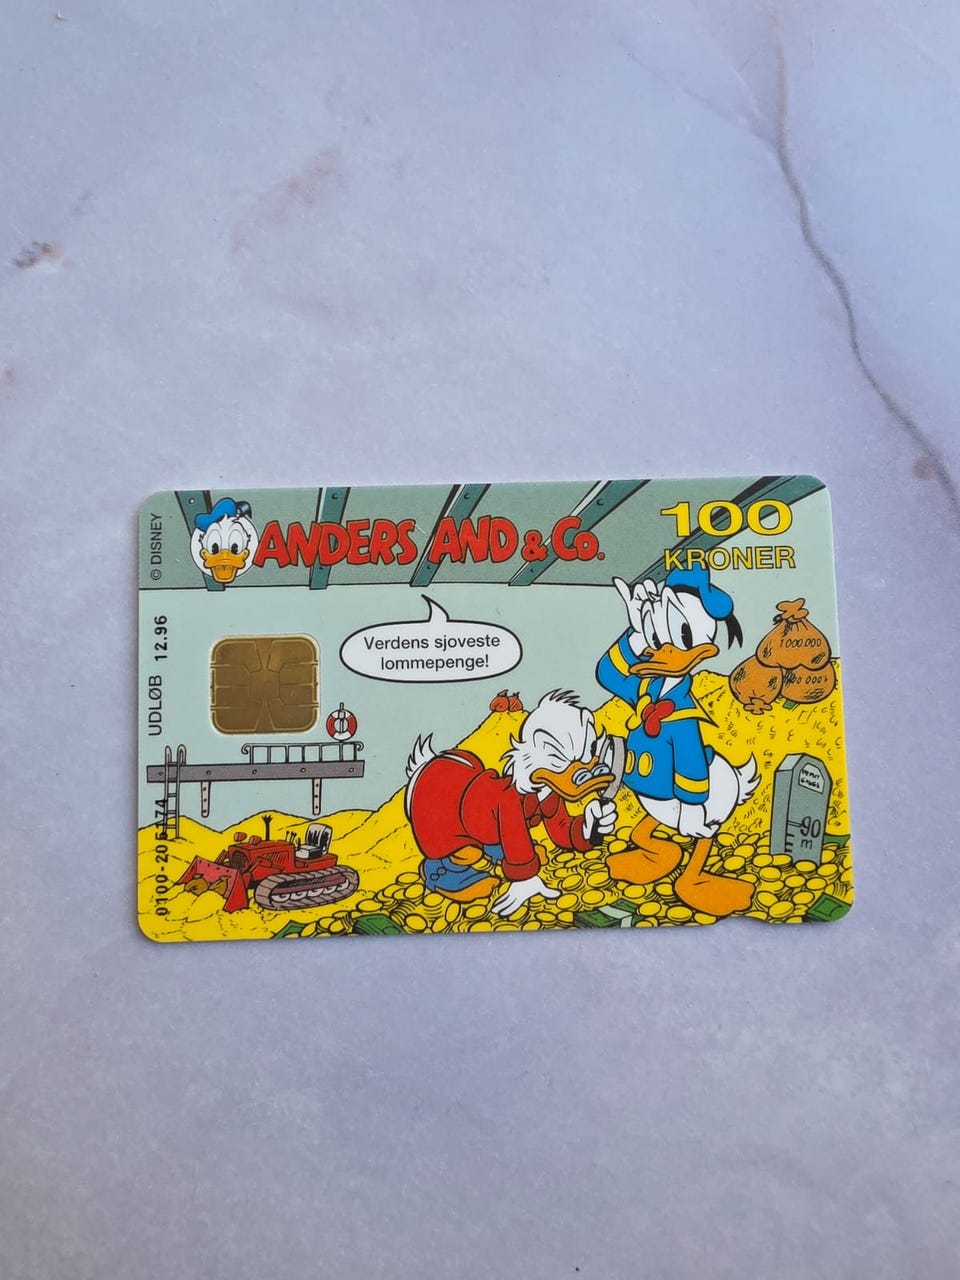 © DISNEY
ANDERS AND & Co.
100
KRONER
Verdens sjoveste
lommepenge!
UDLØB 12.96
1.000.000
90
m